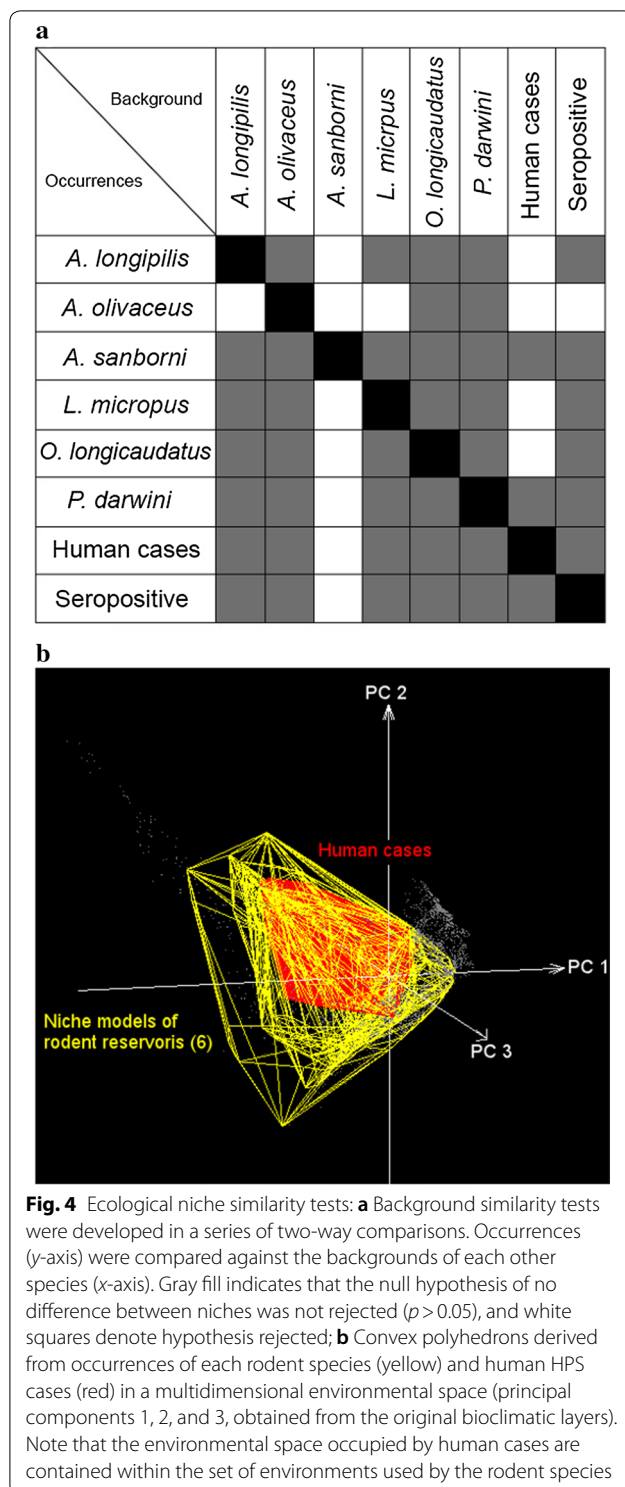 a
Background
Occurrences
A. longipilis
A. olivaceus
A. sanborni
L. micrpus
O. longicaudatus
P. darwini
Human cases
Seropositive
A. longipilis
A. olivaceus
A. sanborni
L. micropus
O. longicaudatus
P. darwini
Human cases
Seropositive
b
PC 2
Human cases
PC 1
Niche models of
rodent reservoris (6)
PC 3
Fig. 4 Ecological niche similarity tests: a Background similarity tests
were developed in a series of two-way comparisons. Occurrences
(y-axis) were compared against the backgrounds of each other
species (x-axis). Gray fill indicates that the null hypothesis of no
difference between niches was not rejected (p > 0.05), and white
squares denote hypothesis rejected; b Convex polyhedrons derived
from occurrences of each rodent species (yellow) and human HPS
cases (red) in a multidimensional environmental space (principal
components 1, 2, and 3, obtained from the original bioclimatic layers).
Note that the environmental space occupied by human cases are
contained within the set of environments used by the rodent species